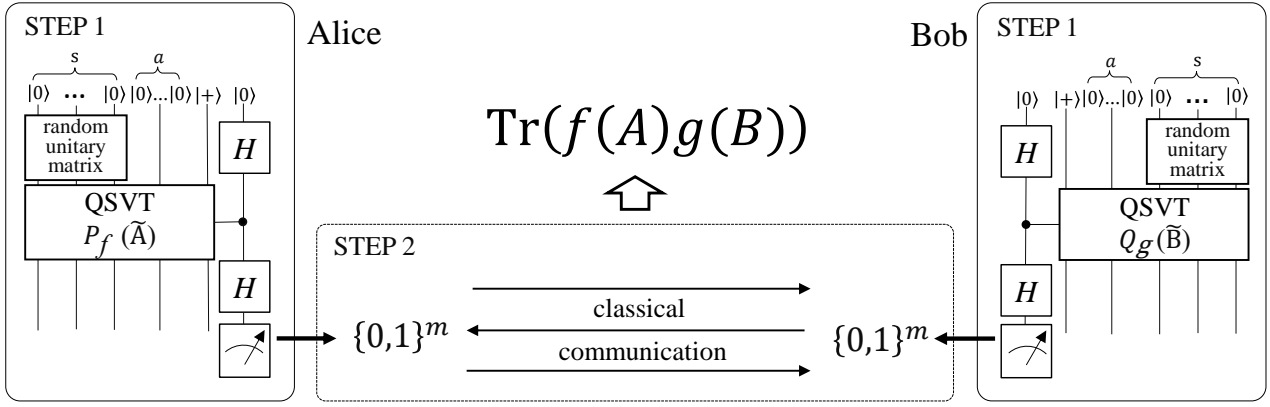 STEP 1
Alice
s
a
|0⟩ ... |0⟩ |0⟩...|0⟩ |+⟩ |0⟩
random
unitary
matrix
H
QSVT
P_f(Ã)
H
Tr(f(A)g(B))
STEP 2
{0,1}^m
classical
communication
{0,1}^m
Bob
STEP 1
a
s
|0⟩ |+⟩ |0⟩...|0⟩ |0⟩ ... |0⟩
H
random
unitary
matrix
QSVT
Q_g(B̃)
H